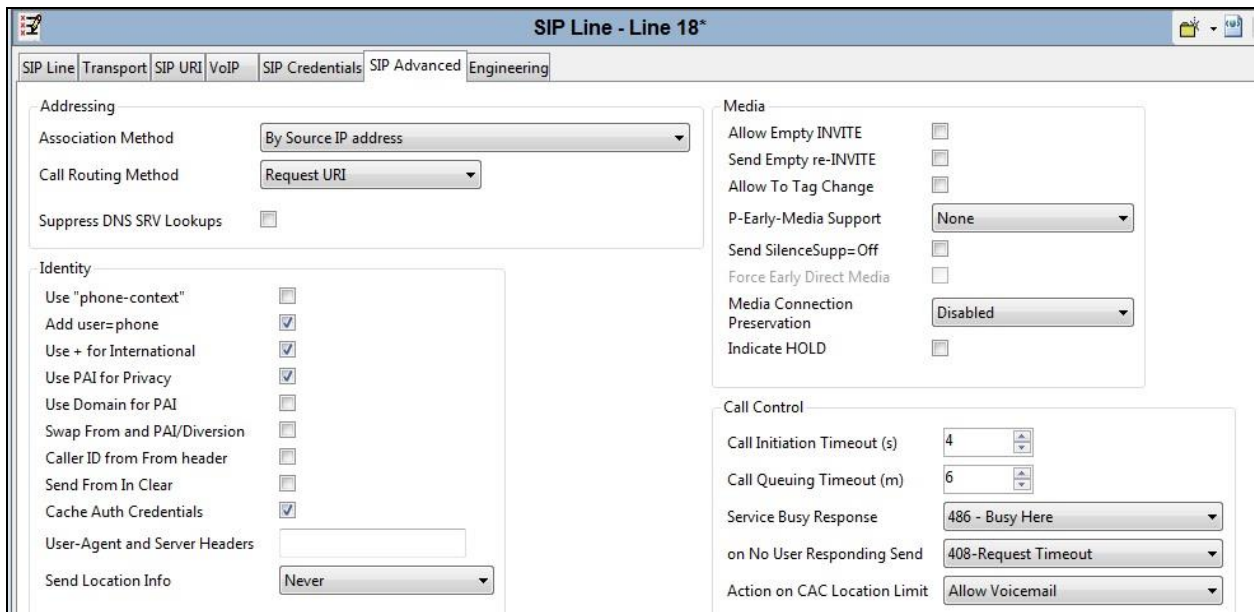 SIP Line - Line 18*
SIP Line Transport SIP URI VoIP SIP Credentials SIP Advanced Engineering
Addressing
Association Method By Source IP address
Call Routing Method Request URI
Suppress DNS SRV Lookups
Identity
Use "phone-context"
Add user=phone
Use + for International
Use PAI for Privacy
Use Domain for PAI
Swap From and PAI/Diversion
Caller ID from From header
Send From In Clear
Cache Auth Credentials
User-Agent and Server Headers
Send Location Info Never
Media
Allow Empty INVITE
Send Empty re-INVITE
Allow To Tag Change
P-Early-Media Support None
Send SilenceSupp=Off
Force Early Direct Media
Media Connection
Preservation Disabled
Indicate HOLD
Call Control
Call Initiation Timeout (s) 4
Call Queuing Timeout (m) 6
Service Busy Response 486 - Busy Here
on No User Responding Send 408-Request Timeout
Action on CAC Location Limit Allow Voicemail